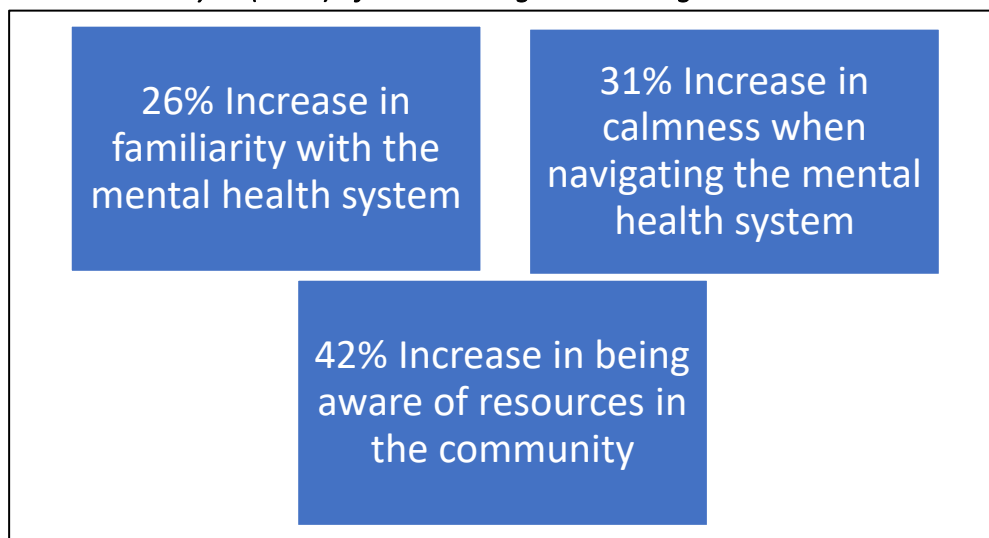 26% Increase in
familiarity with the
mental health system
31% Increase in
calmness when
navigating the mental
health system
42% Increase in being
aware of resources in
the community